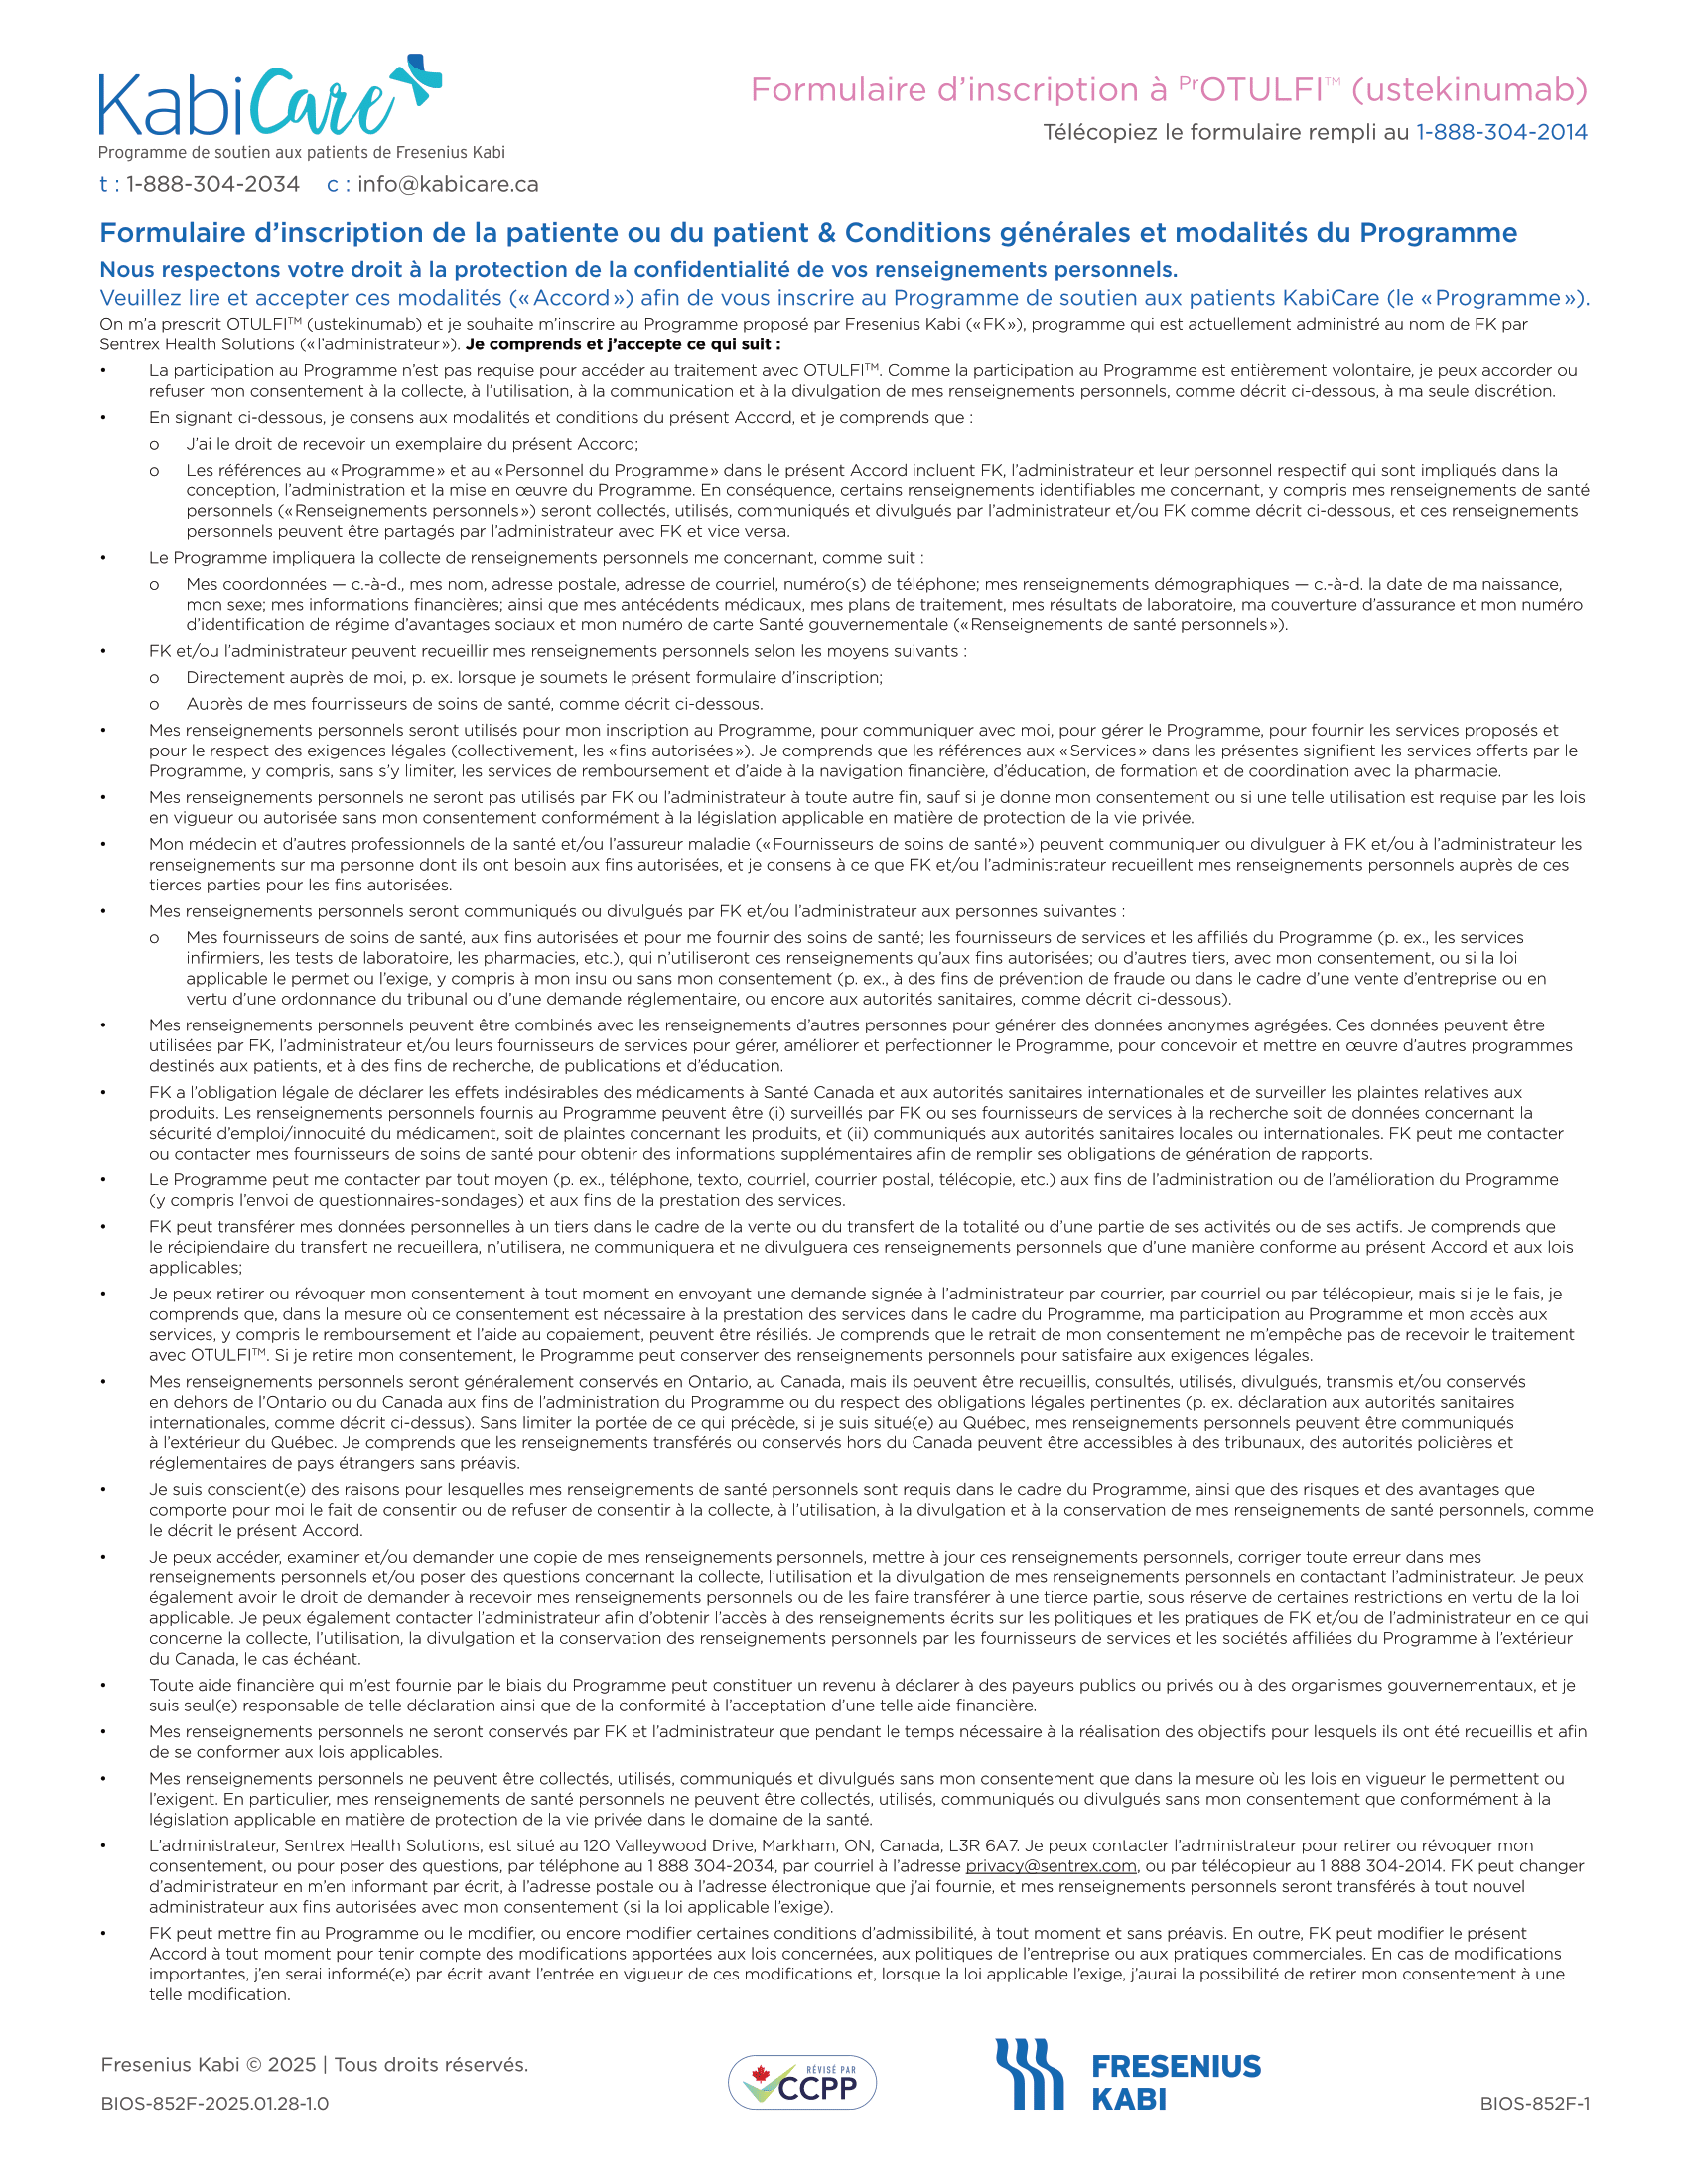 KabiCare
Programme de soutien aux patients de Fresenius Kabi
t : 1-888-304-2034 c : info@kabicare.ca
Formulaire d'inscription à PrOTULFI™ (ustekinumab)
Télécopiez le formulaire rempli au 1-888-304-2014
Formulaire d'inscription de la patiente ou du patient & Conditions générales et modalités du Programme
Nous respectons votre droit à la protection de la confidentialité de vos renseignements personnels.
Veuillez lire et accepter ces modalités (« Accord ») afin de vous inscrire au Programme de soutien aux patients KabiCare (le « Programme »).
On m'a prescrit OTULFI™ (ustekinumab) et je souhaite m'inscrire au Programme proposé par Fresenius Kabi (« FK »), programme qui est actuellement administré au nom de FK par
Sentrex Health Solutions (« l'administrateur »). Je comprends et j'accepte ce qui suit :
• La participation au Programme n'est pas requise pour accéder au traitement avec OTULFI™. Comme la participation au Programme est entièrement volontaire, je peux accorder ou
refuser mon consentement à la collecte, à l'utilisation, à la communication et à la divulgation de mes renseignements personnels, comme décrit ci-dessous, à ma seule discrétion.
• En signant ci-dessous, je consens aux modalités et conditions du présent Accord, et je comprends que :
o J'ai le droit de recevoir un exemplaire du présent Accord;
o Les références au « Programme » et au « Personnel du Programme » dans le présent Accord incluent FK, l'administrateur et leur personnel respectif qui sont impliqués dans la
conception, l'administration et la mise en œuvre du Programme. En conséquence, certains renseignements identifiables me concernant, y compris mes renseignements de santé
personnels (« Renseignements personnels ») seront collectés, utilisés, communiqués et divulgués par l'administrateur et/ou FK comme décrit ci-dessous, et ces renseignements
personnels peuvent être partagés par l'administrateur avec FK et vice versa.
• Le Programme impliquera la collecte de renseignements personnels me concernant, comme suit :
o Mes coordonnées — c.-à-d., mes nom, adresse postale, adresse de courriel, numéro(s) de téléphone; mes renseignements démographiques — c.-à-d. la date de ma naissance,
mon sexe; mes informations financières; ainsi que mes antécédents médicaux, mes plans de traitement, mes résultats de laboratoire, ma couverture d'assurance et mon numéro
d'identification de régime d'avantages sociaux et mon numéro de carte Santé gouvernementale (« Renseignements de santé personnels »).
• FK et/ou l'administrateur peuvent recueillir mes renseignements personnels selon les moyens suivants :
o Directement auprès de moi, p. ex. lorsque je soumets le présent formulaire d'inscription;
o Auprès de mes fournisseurs de soins de santé, comme décrit ci-dessous.
• Mes renseignements personnels seront utilisés pour mon inscription au Programme, pour communiquer avec moi, pour gérer le Programme, pour fournir les services proposés et
pour le respect des exigences légales (collectivement, les « fins autorisées »). Je comprends que les références aux « Services » dans les présentes signifient les services offerts par le
Programme, y compris, sans s'y limiter, les services de remboursement et d'aide à la navigation financière, d'éducation, de formation et de coordination avec la pharmacie.
• Mes renseignements personnels ne seront pas utilisés par FK ou l'administrateur à toute autre fin, sauf si je donne mon consentement ou si une telle utilisation est requise par les lois
en vigueur ou autorisée sans mon consentement conformément à la législation applicable en matière de protection de la vie privée.
• Mon médecin et d'autres professionnels de la santé et/ou l'assureur maladie (« Fournisseurs de soins de santé ») peuvent communiquer ou divulguer à FK et/ou à l'administrateur les
renseignements sur ma personne dont ils ont besoin aux fins autorisées, et je consens à ce que FK et/ou l'administrateur recueillent mes renseignements personnels auprès de ces
tierces parties pour les fins autorisées.
• Mes renseignements personnels seront communiqués ou divulgués par FK et/ou l'administrateur aux personnes suivantes :
o Mes fournisseurs de soins de santé, aux fins autorisées et pour me fournir des soins de santé; les fournisseurs de services et les affiliés du Programme (p. ex., les services
infirmiers, les tests de laboratoire, les pharmacies, etc.), qui n'utiliseront ces renseignements qu'aux fins autorisées; ou d'autres tiers, avec mon consentement, ou si la loi
applicable le permet ou l'exige, y compris à mon insu ou sans mon consentement (p. ex., à des fins de prévention de fraude ou dans le cadre d'une vente d'entreprise ou en
vertu d'une ordonnance du tribunal ou d'une demande réglementaire, ou encore aux autorités sanitaires, comme décrit ci-dessous).
• Mes renseignements personnels peuvent être combinés avec les renseignements d'autres personnes pour générer des données anonymes agrégées. Ces données peuvent être
utilisées par FK, l'administrateur et/ou leurs fournisseurs de services pour gérer, améliorer et perfectionner le Programme, pour concevoir et mettre en œuvre d'autres programmes
destinés aux patients, et à des fins de recherche, de publications et d'éducation.
• FK a l'obligation légale de déclarer les effets indésirables des médicaments à Santé Canada et aux autorités sanitaires internationales et de surveiller les plaintes relatives aux
produits. Les renseignements personnels fournis au Programme peuvent être (i) surveillés par FK ou ses fournisseurs de services à la recherche soit de données concernant la
sécurité d'emploi/innocuité du médicament, soit de plaintes concernant les produits, et (ii) communiqués aux autorités sanitaires locales ou internationales. FK peut me contacter
ou contacter mes fournisseurs de soins de santé pour obtenir des informations supplémentaires afin de remplir ses obligations de génération de rapports.
• Le Programme peut me contacter par tout moyen (p. ex., téléphone, texto, courriel, courrier postal, télécopie, etc.) aux fins de l'administration ou de l'amélioration du Programme
(y compris l'envoi de questionnaires-sondages) et aux fins de la prestation des services.
• FK peut transférer mes données personnelles à un tiers dans le cadre de la vente ou du transfert de la totalité ou d'une partie de ses activités ou de ses actifs. Je comprends que
le récipiendaire du transfert ne recueillera, n'utilisera, ne communiquera et ne divulguera ces renseignements personnels que d'une manière conforme au présent Accord et aux lois
applicables;
• Je peux retirer ou révoquer mon consentement à tout moment en envoyant une demande signée à l'administrateur par courrier, par courriel ou par télécopieur, mais si je le fais, je
comprends que, dans la mesure où ce consentement est nécessaire à la prestation des services dans le cadre du Programme, ma participation au Programme et mon accès aux
services, y compris le remboursement et l'aide au copaiement, peuvent être résiliés. Je comprends que le retrait de mon consentement ne m'empêche pas de recevoir le traitement
avec OTULFI™. Si je retire mon consentement, le Programme peut conserver des renseignements personnels pour satisfaire aux exigences légales.
• Mes renseignements personnels seront généralement conservés en Ontario, au Canada, mais ils peuvent être recueillis, consultés, utilisés, divulgués, transmis et/ou conservés
en dehors de l'Ontario ou du Canada aux fins de l'administration du Programme ou du respect des obligations légales pertinentes (p. ex. déclaration aux autorités sanitaires
internationales, comme décrit ci-dessus). Sans limiter la portée de ce qui précède, si je suis situé(e) au Québec, mes renseignements personnels peuvent être communiqués
à l'extérieur du Québec. Je comprends que les renseignements transférés ou conservés hors du Canada peuvent être accessibles à des tribunaux, des autorités policières et
réglementaires de pays étrangers sans préavis.
• Je suis conscient(e) des raisons pour lesquelles mes renseignements de santé personnels sont requis dans le cadre du Programme, ainsi que des risques et des avantages que
comporte pour moi le fait de consentir ou de refuser de consentir à la collecte, à l'utilisation, à la divulgation et à la conservation de mes renseignements de santé personnels, comme
le décrit le présent Accord.
• Je peux accéder, examiner et/ou demander une copie de mes renseignements personnels, mettre à jour ces renseignements personnels, corriger toute erreur dans mes
renseignements personnels et/ou poser des questions concernant la collecte, l'utilisation et la divulgation de mes renseignements personnels en contactant l'administrateur. Je peux
également avoir le droit de demander à recevoir mes renseignements personnels ou de les faire transférer à une tierce partie, sous réserve de certaines restrictions en vertu de la loi
applicable. Je peux également contacter l'administrateur afin d'obtenir l'accès à des renseignements écrits sur les politiques et les pratiques de FK et/ou de l'administrateur en ce qui
concerne la collecte, l'utilisation, la divulgation et la conservation des renseignements personnels par les fournisseurs de services et les sociétés affiliées du Programme à l'extérieur
du Canada, le cas échéant.
• Toute aide financière qui m'est fournie par le biais du Programme peut constituer un revenu à déclarer à des payeurs publics ou privés ou à des organismes gouvernementaux, et je
suis seul(e) responsable de telle déclaration ainsi que de la conformité à l'acceptation d'une telle aide financière.
• Mes renseignements personnels ne seront conservés par FK et l'administrateur que pendant le temps nécessaire à la réalisation des objectifs pour lesquels ils ont été recueillis et afin
de se conformer aux lois applicables.
• Mes renseignements personnels ne peuvent être collectés, utilisés, communiqués et divulgués sans mon consentement que dans la mesure où les lois en vigueur le permettent ou
l'exigent. En particulier, mes renseignements de santé personnels ne peuvent être collectés, utilisés, communiqués ou divulgués sans mon consentement que conformément à la
législation applicable en matière de protection de la vie privée dans le domaine de la santé.
• L'administrateur, Sentrex Health Solutions, est situé au 120 Valleywood Drive, Markham, ON, Canada, L3R 6A7. Je peux contacter l'administrateur pour retirer ou révoquer mon
consentement, ou pour poser des questions, par téléphone au 1 888 304-2034, par courriel à l'adresse privacy@sentrex.com, ou par télécopieur au 1 888 304-2014. FK peut changer
d'administrateur en m'en informant par écrit, à l'adresse postale ou à l'adresse électronique que j'ai fournie, et mes renseignements personnels seront transférés à tout nouvel
administrateur aux fins autorisées avec mon consentement (si la loi applicable l'exige).
• FK peut mettre fin au Programme ou le modifier, ou encore modifier certaines conditions d'admissibilité, à tout moment et sans préavis. En outre, FK peut modifier le présent
Accord à tout moment pour tenir compte des modifications apportées aux lois concernées, aux politiques de l'entreprise ou aux pratiques commerciales. En cas de modifications
importantes, j'en serai informé(e) par écrit avant l'entrée en vigueur de ces modifications et, lorsque la loi applicable l'exige, j'aurai la possibilité de retirer mon consentement à une
telle modification.
Fresenius Kabi © 2025 | Tous droits réservés.
BIOS-852F-2025.01.28-1.0
RÉVISÉ PAR
CCPP
FRESENIUS
KABI
BIOS-852F-1